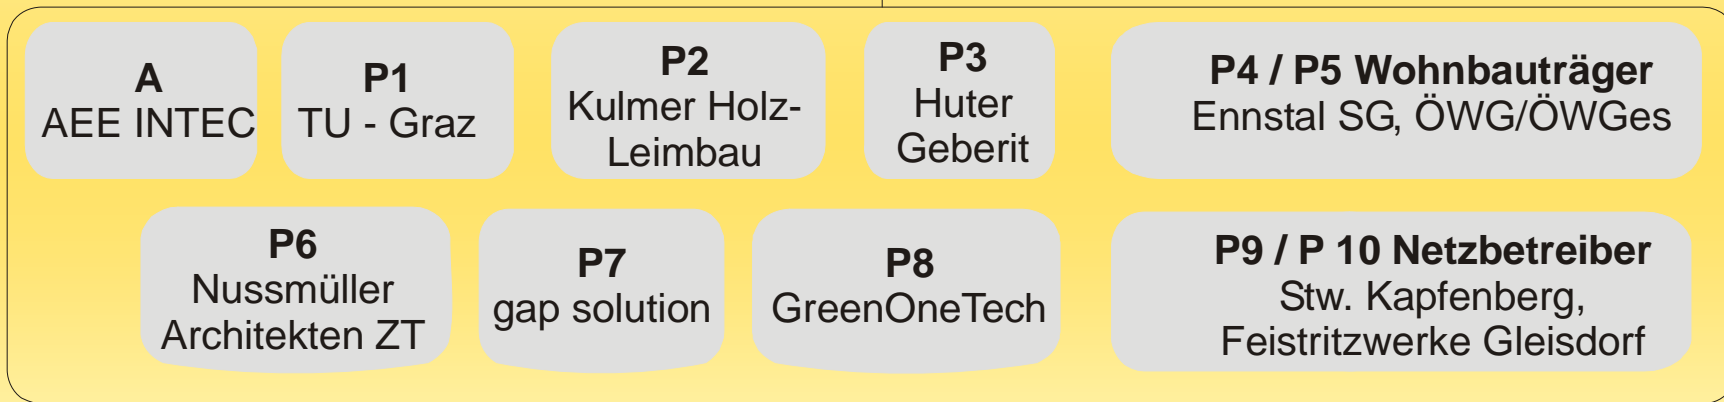 A
AEE INTEC
P1
TU - Graz
P2
Kulmer Holz-
Leimbau
P3
Huter
Geberit
P4 / P5 Wohnbauträger
Ennstal SG, ÖWG/ÖWGes
P6
Nussmüller
Architekten ZT
P7
gap solution
P8
GreenOneTech
P9 / P 10 Netzbetreiber
Stw. Kapfenberg,
Feistritzwerke Gleisdorf